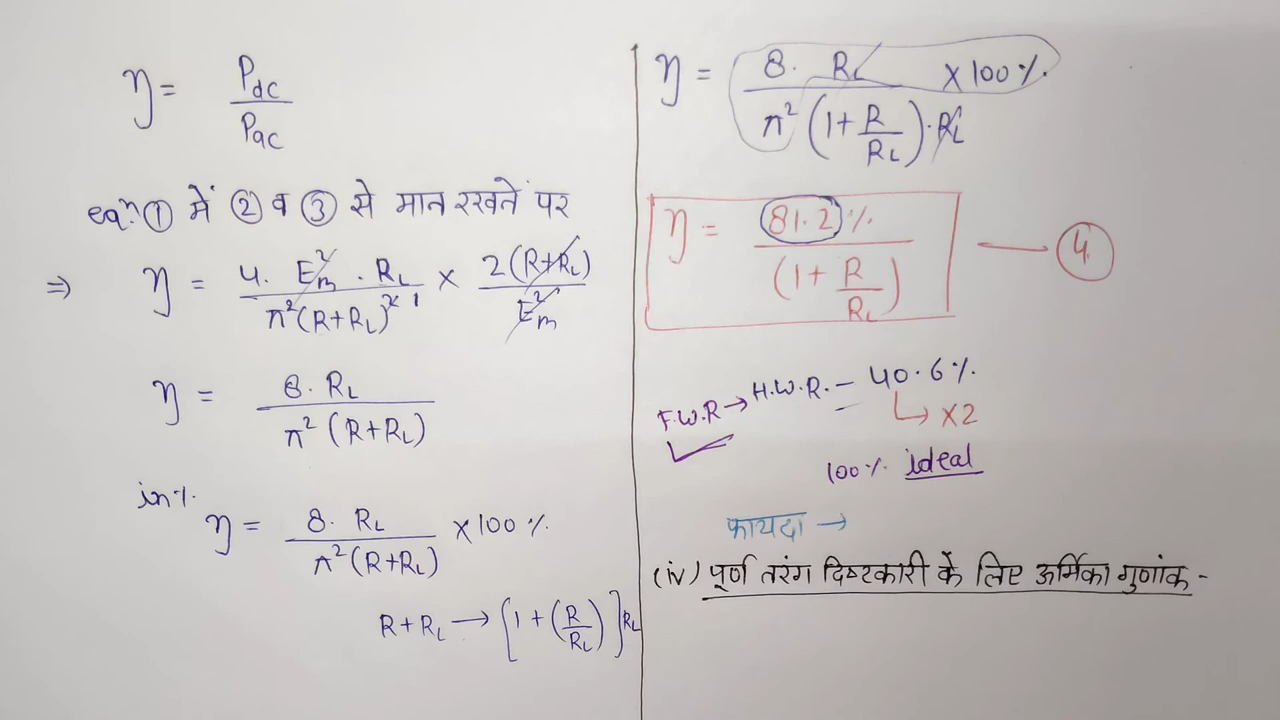 η = Pdc / Pac
eqⁿ ① में ② व ③ से मान रखने पर
⇒ η = 4. Em² . RL / π²(R+RL)² ¹ × 2(R+RL) / Em²
η = 8. RL / π² (R+RL)
in %. η = 8. RL / π²(R+RL) × 100 %.
R+RL → [1 + (R/RL)] RL
η = 8. RL / π² (1 + R/RL) . RL × 100 %.
η = 81.2 % / (1 + R/RL) — ④
F.W.R → H.W.R. – 40.6 %.
↳ ×2
100 %. ideal
फायदा →
(iv) पूर्ण तरंग दिष्टकारी के लिए ऊर्मिका गुणांक -